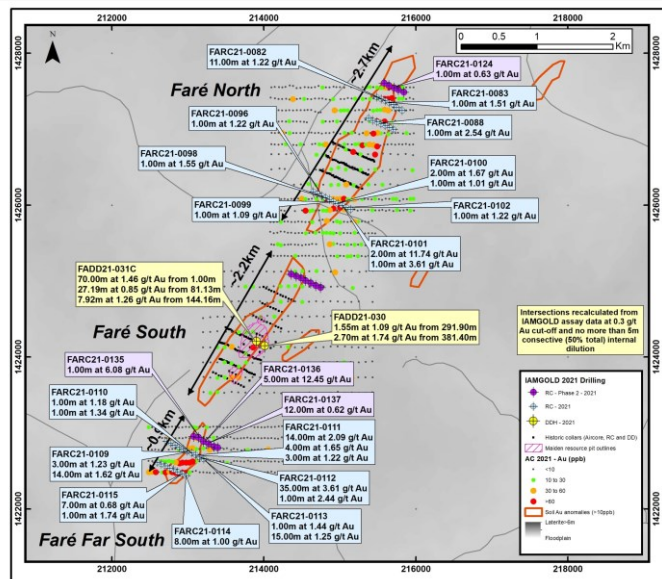 212000
214000
216000
218000
1428000
1426000
1424000
1422000
1428000
1426000
1424000
1422000
N
0
1
2
Km
FARC21-0082
11.00m at 1.22 g/t Au
~2.7km
FARC21-0124
1.00m at 0.63 g/t Au
Faré North
FARC21-0083
1.00m at 1.51 g/t Au
FARC21-0096
1.00m at 1.22 g/t Au
FARC21-0088
1.00m at 2.54 g/t Au
FARC21-0098
1.00m at 1.55 g/t Au
FARC21-0100
2.00m at 1.67 g/t Au
1.00m at 1.01 g/t Au
FARC21-0099
1.00m at 1.09 g/t Au
FARC21-0102
1.00m at 1.22 g/t Au
FARC21-0101
2.00m at 11.74 g/t Au
1.00m at 3.61 g/t Au
~2.2km
FADD21-031C
70.00m at 1.46 g/t Au from 1.00m
27.19m at 0.85 g/t Au from 81.13m
7.92m at 1.26 g/t Au from 144.16m
FADD21-030
1.55m at 1.09 g/t Au from 291.90m
2.70m at 1.74 g/t Au from 381.40m
Faré South
Intersections recalculated from
IAMGOLD assay data at 0.3 g/t
Au cut-off and no more than 5m
consective (50% total) internal
dilution
FARC21-0135
1.00m at 6.08 g/t Au
FARC21-0136
5.00m at 12.45 g/t Au
FARC21-0110
1.00m at 1.18 g/t Au
1.00m at 1.34 g/t Au
FARC21-0137
12.00m at 0.62 g/t Au
FARC21-0111
14.00m at 2.09 g/t Au
4.00m at 1.65 g/t Au
3.00m at 1.22 g/t Au
FARC21-0109
3.00m at 1.23 g/t Au
14.00m at 1.62 g/t Au
FARC21-0112
35.00m at 3.61 g/t Au
1.00m at 2.44 g/t Au
FARC21-0115
7.00m at 0.68 g/t Au
1.00m at 1.74 g/t Au
FARC21-0113
1.00m at 1.44 g/t Au
15.00m at 1.25 g/t Au
FARC21-0114
8.00m at 1.00 g/t Au
Faré Far South
IAMGOLD 2021 Drilling
RC - Phase 2 - 2021
RC - 2021
DDH - 2021
Historic collars (Aircore, RC and DD)
Maiden resource pit outlines
AC 2021 - Au (ppb)
<10
10 to 30
30 to 60
>60
Soil Au anomalies (>10ppb)
Laterite>6m
Floodplain
212000
214000
216000
218000